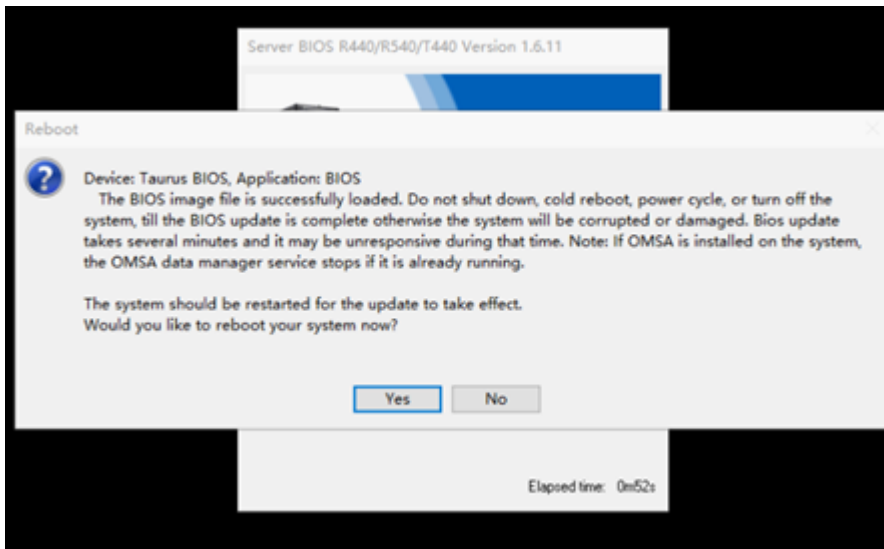 Server BIOS R440/R540/T440 Version 1.6.11
Reboot
Device: Taurus BIOS, Application: BIOS
The BIOS image file is successfully loaded. Do not shut down, cold reboot, power cycle, or turn off the
system, till the BIOS update is complete otherwise the system will be corrupted or damaged. Bios update
takes several minutes and it may be unresponsive during that time. Note: If OMSA is installed on the system,
the OMSA data manager service stops if it is already running.
The system should be restarted for the update to take effect.
Would you like to reboot your system now?
Yes No
Elapsed time: 0m52s